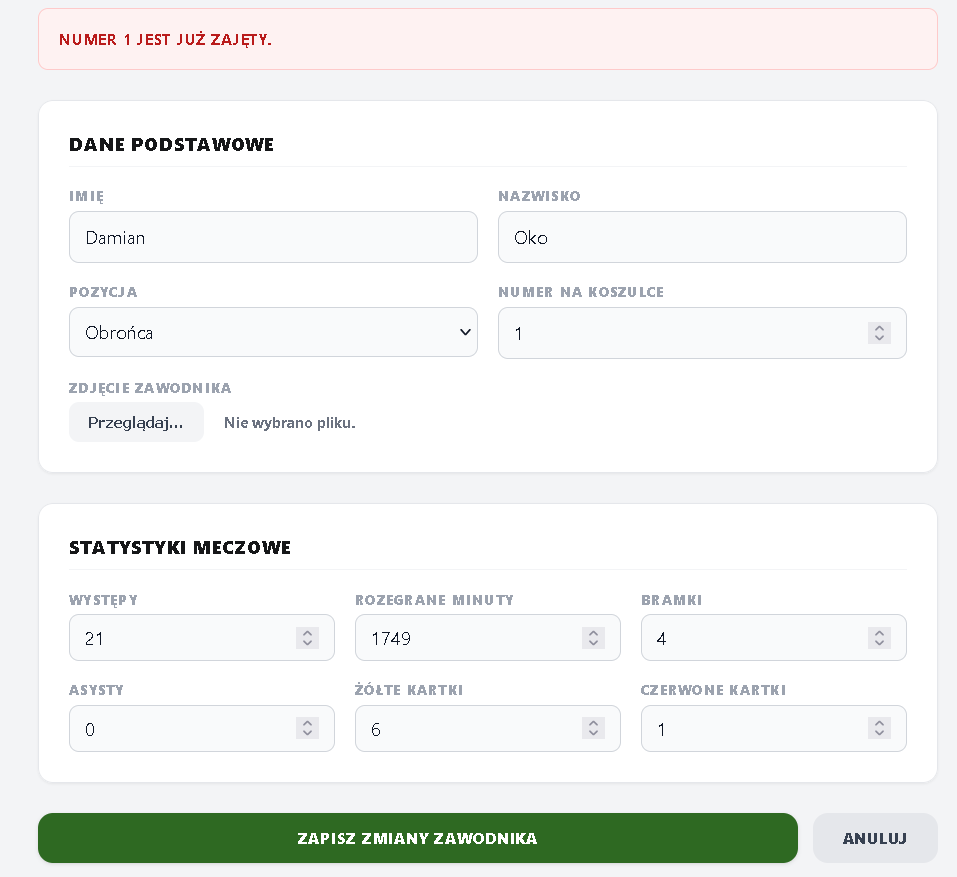 NUMER 1 JEST JUŻ ZAJĘTY.
DANE PODSTAWOWE
IMIĘ NAZWISKO
Damian Oko
POZYCJA NUMER NA KOSZULCE
Obrońca 1
ZDJĘCIE ZAWODNIKA
Przeglądaj... Nie wybrano pliku.
STATYSTYKI MECZOWE
WYSTĘPY ROZEGRANE MINUTY BRAMKI
21 1749 4
ASYSTY ŻÓŁTE KARTKI CZERWONE KARTKI
0 6 1
ZAPISZ ZMIANY ZAWODNIKA ANULUJ